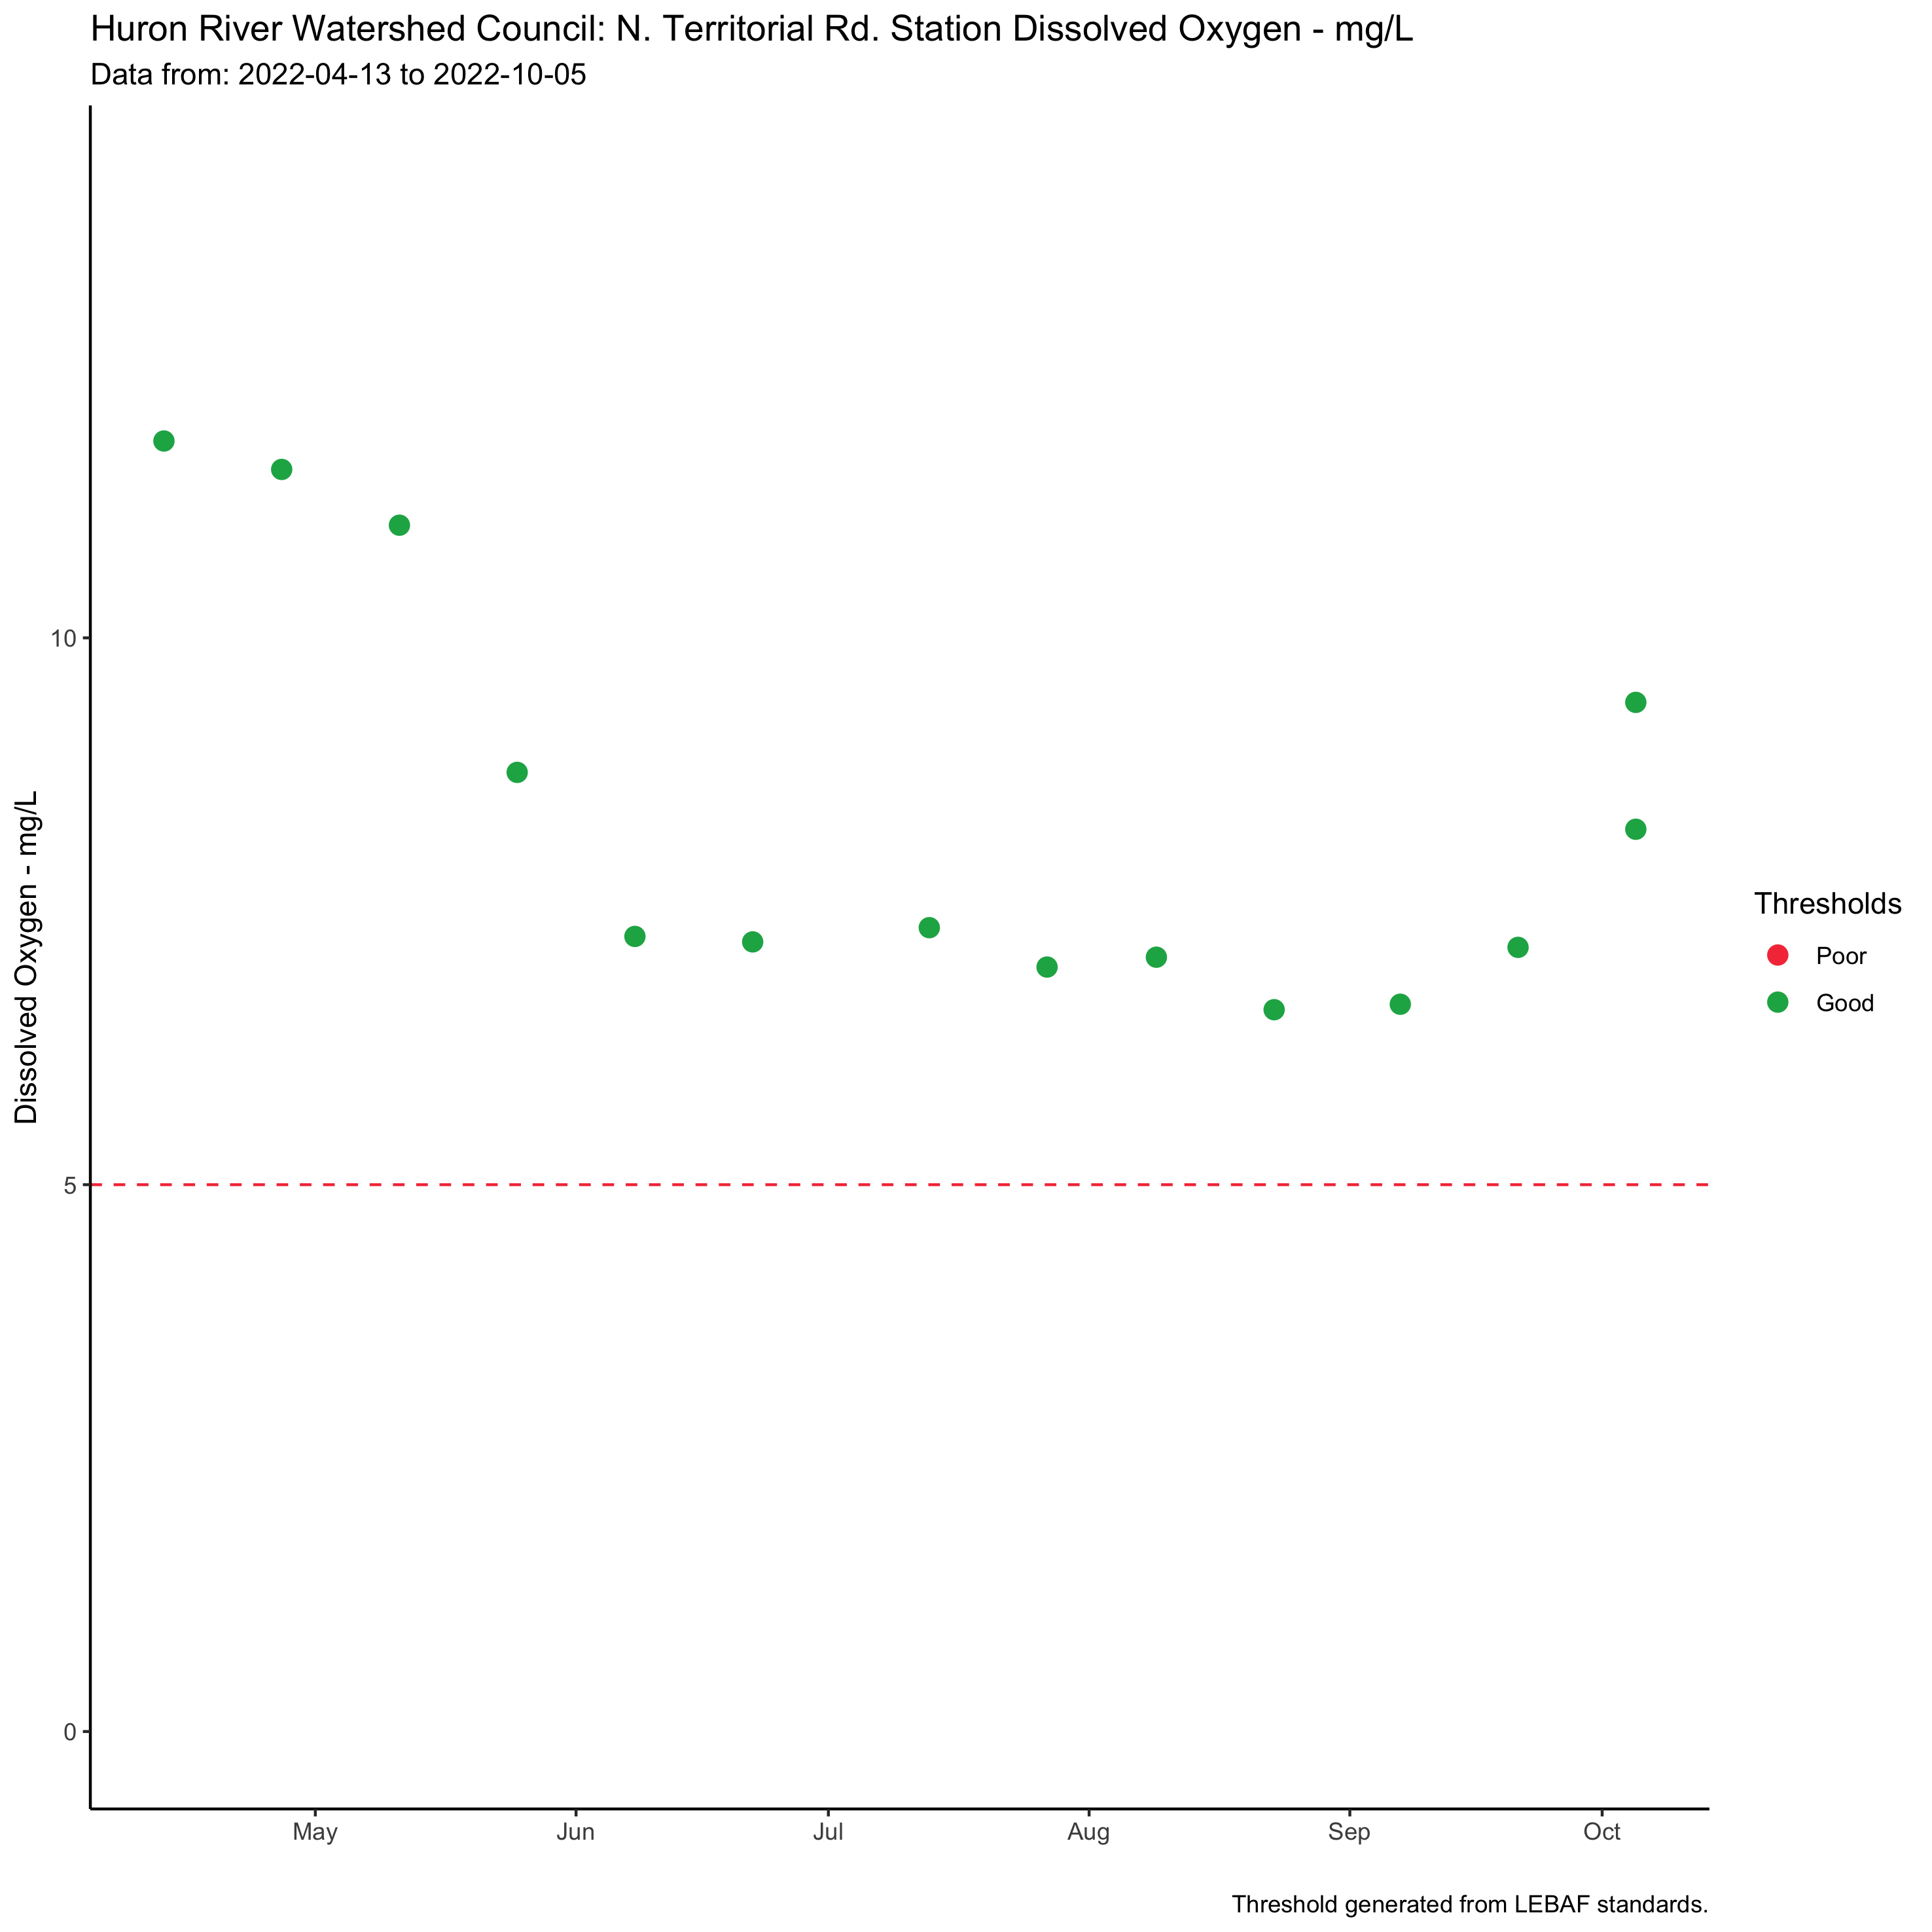 Huron River Watershed Council: N. Territorial Rd. Station Dissolved Oxygen - mg/L
Data from: 2022-04-13 to 2022-10-05
Dissolved Oxygen - mg/L
10
5
0
May
Jun
Jul
Aug
Sep
Oct
Thresholds
Poor
Good
Threshold generated from LEBAF standards.